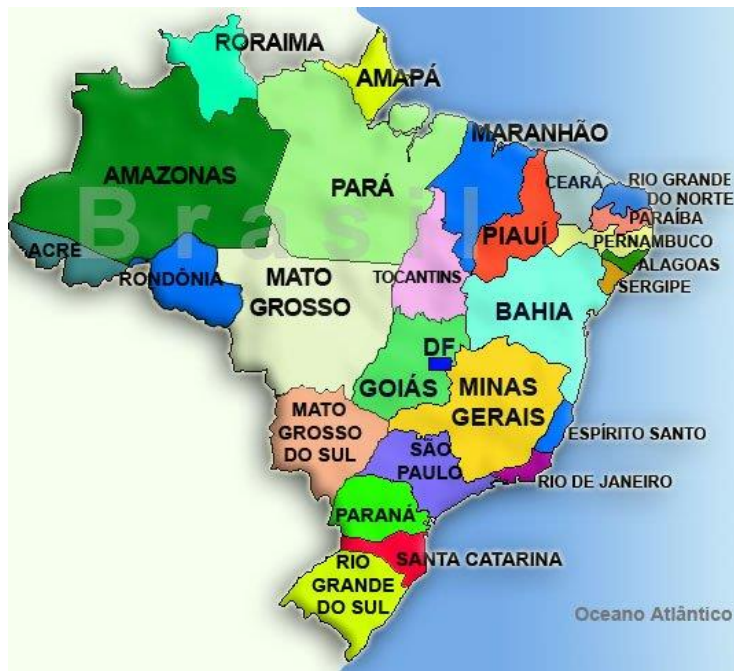 RORAIMA
AMAPÁ
MARANHÃO
AMAZONAS
PARÁ
CEARÁ
RIO GRANDE
DO NORTE
PARAÍBA
Brasil
PIAUÍ
PERNAMBUCO
ACRE
RONDÔNIA
MATO
GROSSO
TOCANTINS
ALAGOAS
SERGIPE
BAHIA
DF
GOIÁS
MINAS
GERAIS
MATO
GROSSO
DO SUL
SÃO
PAULO
ESPÍRITO SANTO
RIO DE JANEIRO
PARANÁ
SANTA CATARINA
RIO
GRANDE
DO SUL
Oceano Atlântico